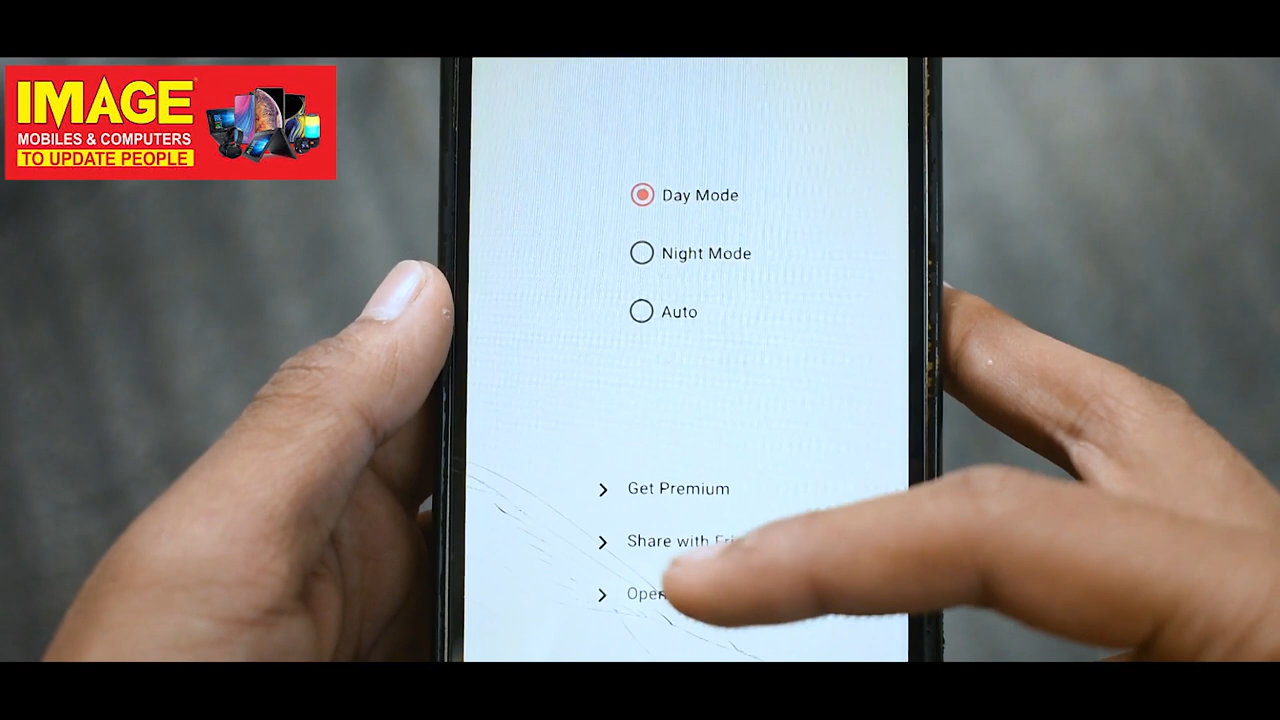 IMAGE
MOBILES & COMPUTERS
TO UPDATE PEOPLE
Day Mode
Night Mode
Auto
Get Premium
Share with